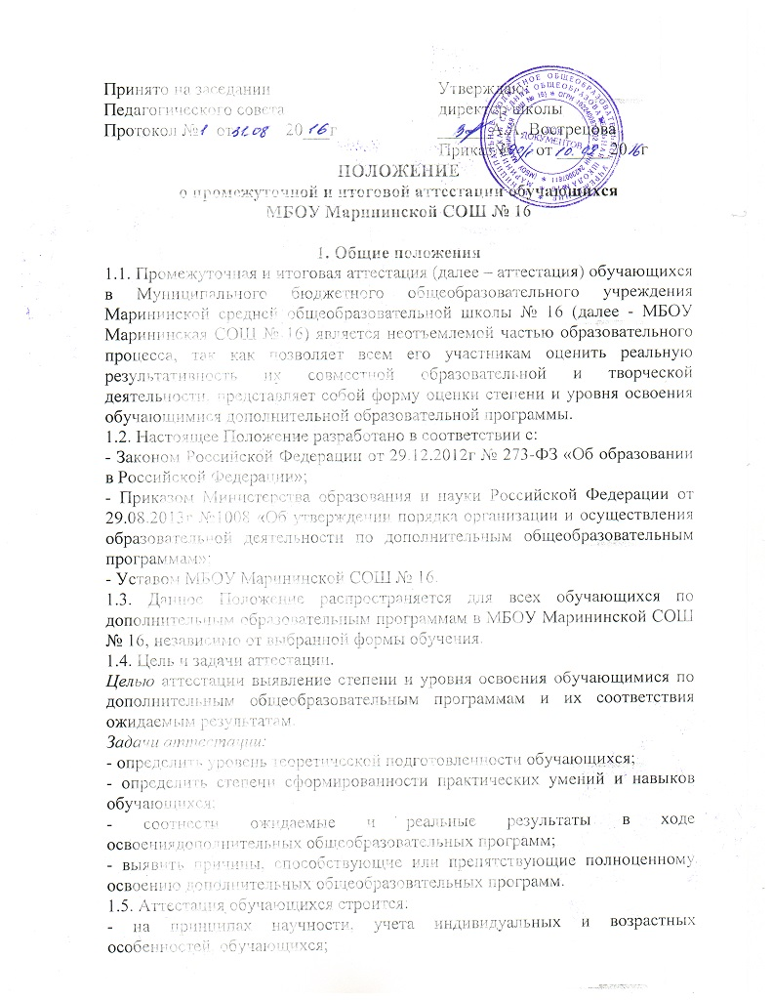 Принято на заседании
Педагогического совета
Протокол №1 от 31.08 2016г
Утверждаю:
директор школы
Вострецова
Приказ от 10.09 2016г
ПОЛОЖЕНИЕ
о промежуточной и итоговой аттестации обучающихся
МБОУ Марининской СОШ № 16
1. Общие положения
1.1. Промежуточная и итоговая аттестация (далее – аттестация) обучающихся
в Муниципального бюджетного общеобразовательного учреждения
Марининской средней общеобразовательной школы № 16 (далее - МБОУ
Марининская СОШ № 16) является неотъемлемой частью образовательного
процесса, так как позволяет всем его участникам оценить реальную
результативность их совместной образовательной и творческой
деятельности, представляет собой форму оценки степени и уровня освоения
обучающимися дополнительной образовательной программы.
1.2. Настоящее Положение разработано в соответствии с:
- Законом Российской Федерации от 29.12.2012г № 273-ФЗ «Об образовании
в Российской Федерации»;
- Приказом Министерства образования и науки Российской Федерации от
29.08.2013г №1008 «Об утверждении порядка организации и осуществления
образовательной деятельности по дополнительным общеобразовательным
программам»;
- Уставом МБОУ Марининской СОШ № 16.
1.3. Данное Положение распространяется для всех обучающихся по
дополнительным образовательным программам в МБОУ Марининской СОШ
№ 16, независимо от выбранной формы обучения.
1.4. Цель и задачи аттестации.
Целью аттестации выявление степени и уровня освоения обучающимися по
дополнительным общеобразовательным программам и их соответствия
ожидаемым результатам.
Задачи аттестации:
- определить уровень теоретической подготовленности обучающихся;
- определить степени сформированности практических умений и навыков
обучающихся;
- соотнести ожидаемые и реальные результаты в ходе
освоениядополнительных общеобразовательных программ;
- выявить причины, способствующие или препятствующие полноценному
освоению дополнительных общеобразовательных программ.
1.5. Аттестация обучающихся строится:
- на принципах научности, учета индивидуальных и возрастных
особенностей обучающихся;